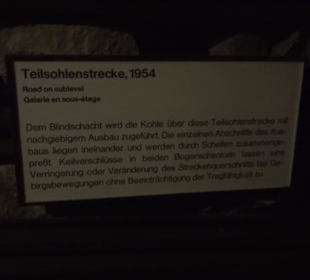 Teilsohlenstrecke, 1954
Road on sublevel
Galerie en sous-étage
Dem Blindschacht wird die Kohle über diese Teilsohlenstrecke mit
nachgiebigem Ausbau zugeführt. Die einzelnen Abschnitte des Aus-
baus liegen ineinander und werden durch Schellen zusammenge-
preßt. Keilverschlüsse in beiden Bogenschenkeln lassen eine
Verringerung oder Veränderung des Streckenquerschnitts bei Ge-
birgsbewegungen ohne Beeinträchtigung der Tragfähigkeit zu.